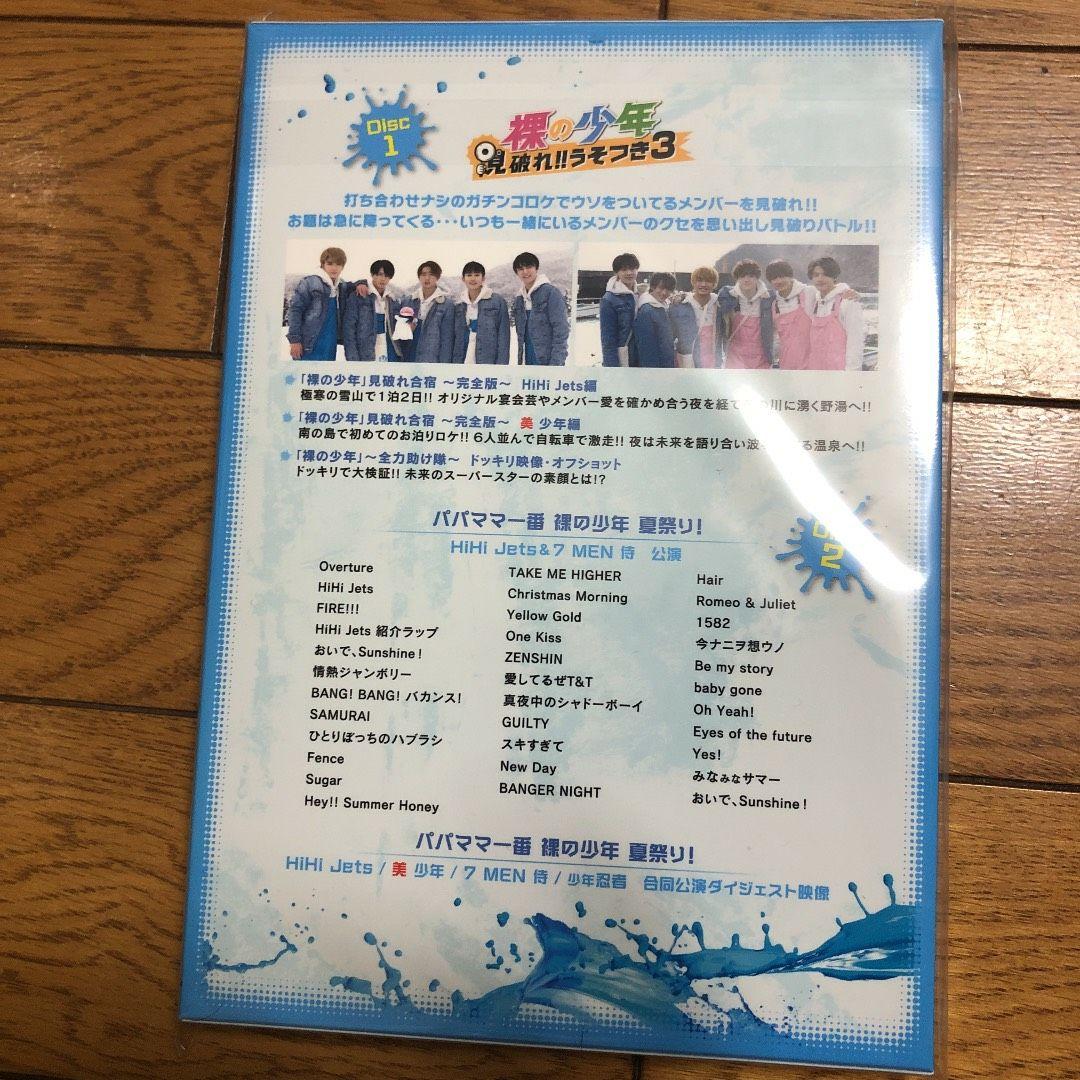 Disc
1
裸の少年
見破れ!!うそつき3
打ち合わせナシのガチンコロケでウソをついてるメンバーを見破れ!!
お題は急に降ってくる･･･いつも一緒にいるメンバーのクセを思い出し見破りバトル!!
「裸の少年」見破れ合宿 ～完全版～ HiHi Jets編
極寒の雪山で1泊2日!! オリジナル宴会芸やメンバー愛を確かめ合う夜を経て 川に湧く野湯へ!!
「裸の少年」見破れ合宿 ～完全版～ 美 少年編
南の島で初めてのお泊りロケ!! 6人並んで自転車で激走!! 夜は未来を語り合い波 る温泉へ!!
「裸の少年」～全力助け隊～ ドッキリ映像･オフショット
ドッキリで大検証!! 未来のスーパースターの素顔とは!?
2
パパママ一番 裸の少年 夏祭り!
HiHi Jets&7 MEN 侍 公演
Overture
HiHi Jets
FIRE!!!
HiHi Jets 紹介ラップ
おいで、Sunshine!
情熱ジャンボリー
BANG! BANG! バカンス!
SAMURAI
ひとりぼっちのハブラシ
Fence
Sugar
Hey!! Summer Honey
TAKE ME HIGHER
Christmas Morning
Yellow Gold
One Kiss
ZENSHIN
愛してるぜT&T
真夜中のシャドーボーイ
GUILTY
スキすぎて
New Day
BANGER NIGHT
Hair
Romeo & Juliet
1582
今ナニヲ想ウノ
Be my story
baby gone
Oh Yeah!
Eyes of the future
Yes!
みなみなサマー
おいで、Sunshine!
パパママ一番 裸の少年 夏祭り!
HiHi Jets / 美 少年 / 7 MEN 侍 / 少年忍者 合同公演ダイジェスト映像